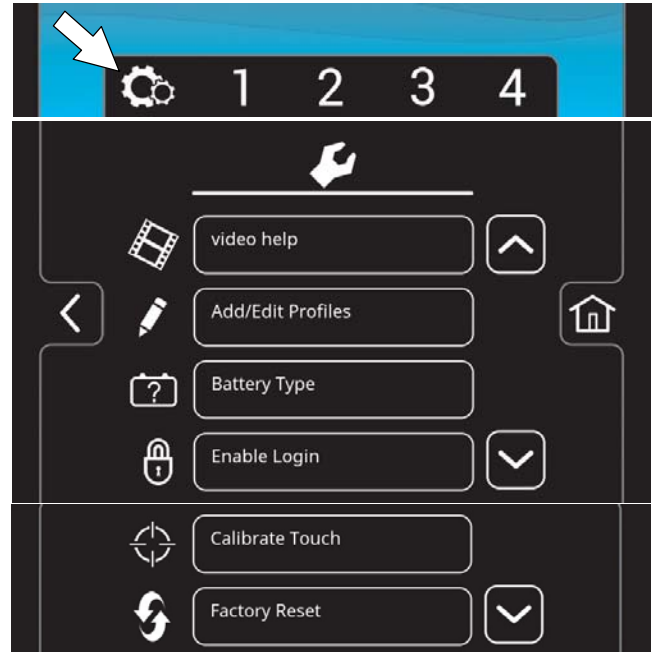 1 2 3 4
video help
Add/Edit Profiles
Battery Type
?
Enable Login
Calibrate Touch
Factory Reset